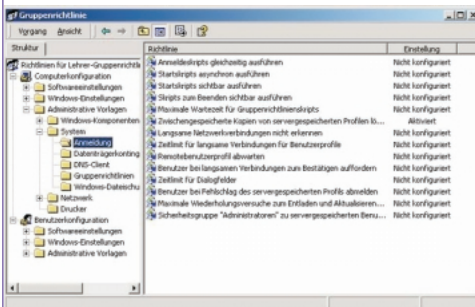 Gruppenrichtlinie
Vorgang Ansicht
Struktur
Richtlinien für Lehrer-Gruppenrichtli
Computerkonfiguration
Softwareeinstellungen
Windows-Einstellungen
Administrative Vorlagen
Windows-Komponenten
System
Anmeldung
Datenträgerkonting
DNS-Client
Gruppenrichtlinien
Windows-Dateischu
Netzwerk
Drucker
Benutzerkonfiguration
Softwareeinstellungen
Windows-Einstellungen
Administrative Vorlagen
Richtlinie Einstellung
Anmeldeskripts gleichzeitig ausführen Nicht konfiguriert
Startskripts asynchron ausführen Nicht konfiguriert
Startskripts sichtbar ausführen Nicht konfiguriert
Skripts zum Beenden sichtbar ausführen Nicht konfiguriert
Maximale Wartezeit für Gruppenrichtlinienskripts Nicht konfiguriert
Zwischengespeicherte Kopien von servergespeicherten Profilen lö... Aktiviert
Langsame Netzwerkverbindungen nicht erkennen Nicht konfiguriert
Zeitlimit für langsame Verbindungen für Benutzerprofile Nicht konfiguriert
Remotebenutzerprofil abwarten Nicht konfiguriert
Benutzer bei langsamen Verbindungen zum Bestätigen auffordern Nicht konfiguriert
Zeitlimit für Dialogfelder Nicht konfiguriert
Benutzer bei Fehlschlag des servergespeicherten Profils abmelden Nicht konfiguriert
Maximale Wiederholungsversuche zum Entladen und Aktualisieren... Nicht konfiguriert
Sicherheitsgruppe "Administratoren" zu servergespeicherten Benu... Nicht konfiguriert